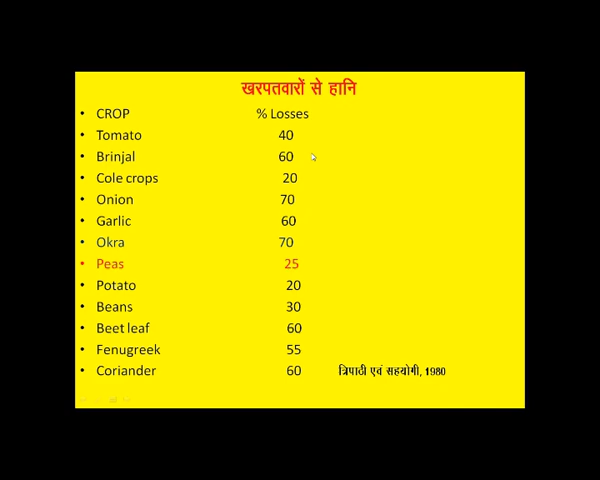 खरपतवारों से हानि
• CROP % Losses
• Tomato 40
• Brinjal 60
• Cole crops 20
• Onion 70
• Garlic 60
• Okra 70
• Peas 25
• Potato 20
• Beans 30
• Beet leaf 60
• Fenugreek 55
• Coriander 60 त्रिपाठी एवं सहयोगी, 1980